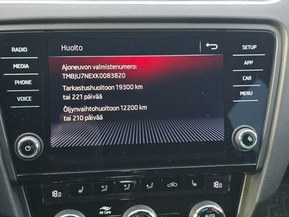 Huolto
RADIO
MEDIA
PHONE
VOICE
Ajoneuvon valmistenumero:
TMBJU7NEXK0083820
Tarkastushuoltoon 19300 km
tai 221 päivää
Öljynvaihtohuoltoon 12200 km
tai 210 päivää
SETUP
APP
CAR
MENU